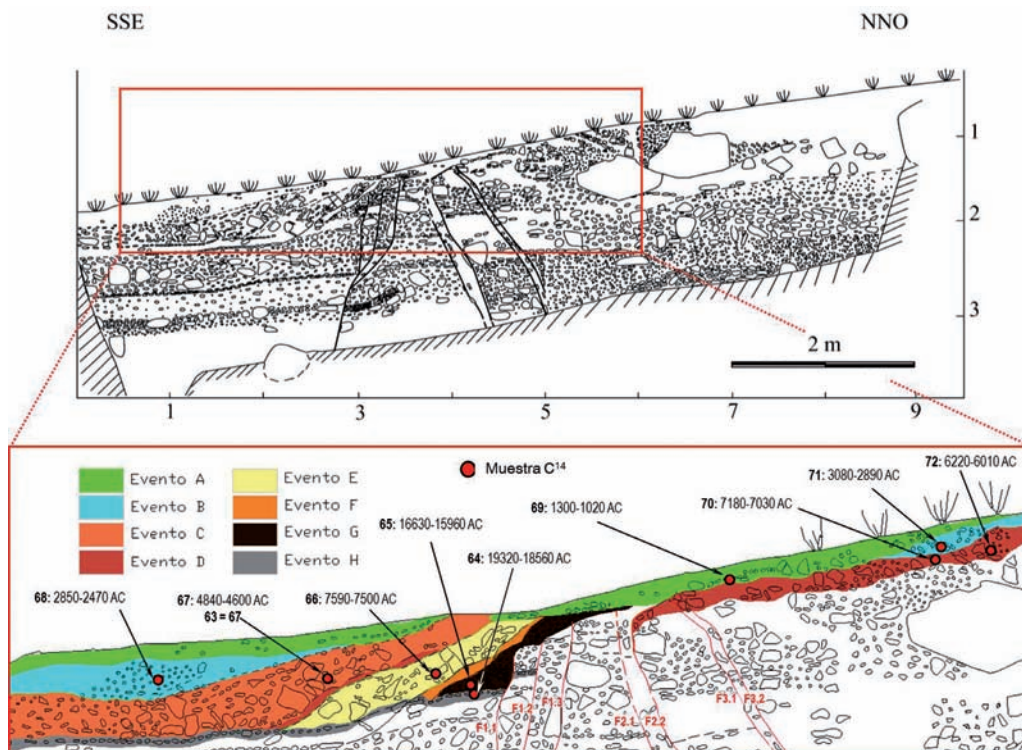 SSE
NNO
1
2
3
2 m
1
3
5
7
9
Evento A
Evento B
Evento C
Evento D
Evento E
Evento F
Evento G
Evento H
Muestra C14
71: 3080-2890 AC
72: 6220-6010 AC
70: 7180-7030 AC
69: 1300-1020 AC
65:
16630-15960 AC
64: 19320-18560 AC
66: 7590-7500 AC
67: 4840-4600 AC
63 = 67
68: 2850-2470 AC
F1.1
F1.2
F1.3
F2.1
F2.2
F3.1
F3.2